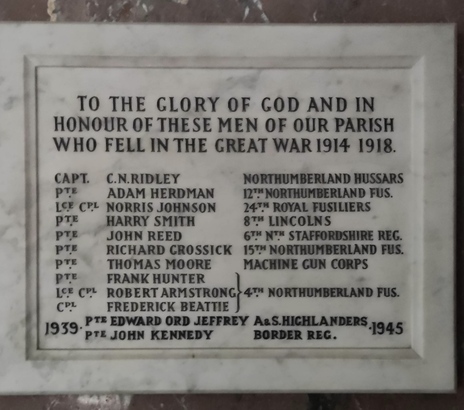 TO THE GLORY OF GOD AND IN
HONOUR OF THESE MEN OF OUR PARISH
WHO FELL IN THE GREAT WAR 1914 1918.
CAPT. C.N.RIDLEY NORTHUMBERLAND HUSSARS
PTE ADAM HERDMAN 12TH NORTHUMBERLAND FUS.
LCE CPL NORRIS JOHNSON 24TH ROYAL FUSILIERS
PTE HARRY SMITH 8TH LINCOLNS
PTE JOHN REED 6TH NTH STAFFORDSHIRE REG.
PTE RICHARD GROSSICK 15TH NORTHUMBERLAND FUS.
PTE THOMAS MOORE MACHINE GUN CORPS
PTE FRANK HUNTER
LCE CPL ROBERT ARMSTRONG 4TH NORTHUMBERLAND FUS.
CPL FREDERICK BEATTIE
1939· PTE EDWARD ORD JEFFREY A&S.HIGHLANDERS. ·1945
PTE JOHN KENNEDY BORDER REG.